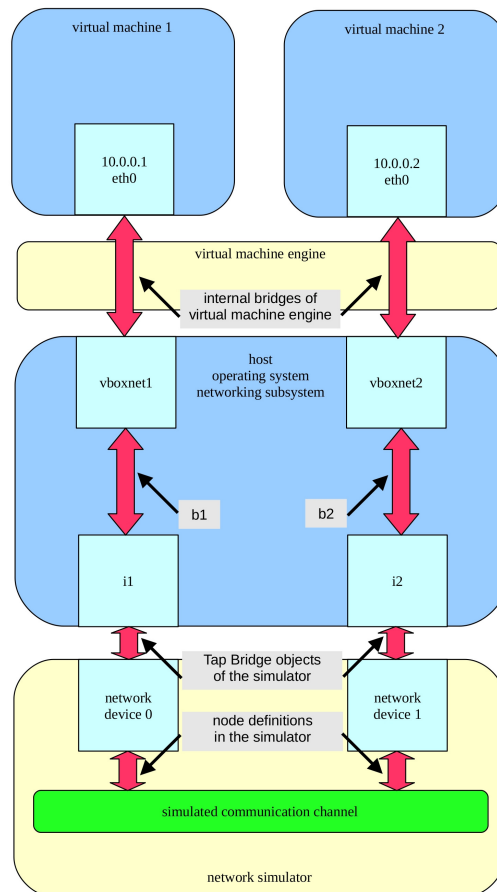 virtual machine 1
virtual machine 2
10.0.0.1
eth0
10.0.0.2
eth0
virtual machine engine
internal bridges of
virtual machine engine
host
operating system
networking subsystem
vboxnet1
vboxnet2
b1
b2
i1
i2
Tap Bridge objects
of the simulator
network
device 0
network
device 1
node definitions
in the simulator
simulated communication channel
network simulator